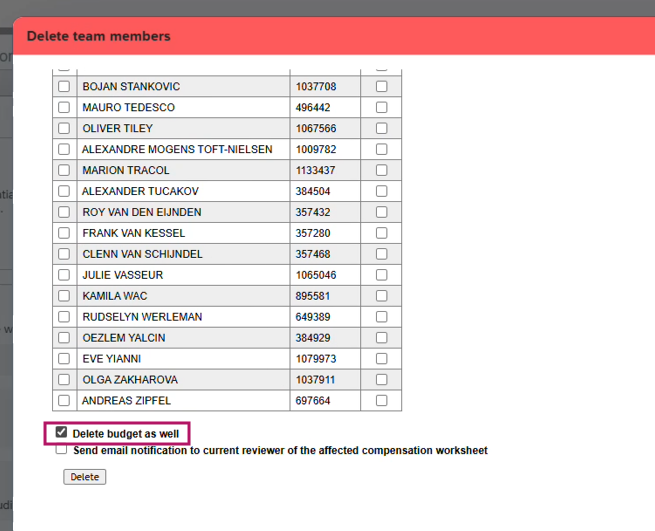 Delete team members
BOJAN STANKOVIC 1037708
MAURO TEDESCO 496442
OLIVER TILEY 1067566
ALEXANDRE MOGENS TOFT-NIELSEN 1009782
MARION TRACOL 1133437
ALEXANDER TUCAKOV 384504
ROY VAN DEN EIJNDEN 357432
FRANK VAN KESSEL 357280
CLENN VAN SCHIJNDEL 357468
JULIE VASSEUR 1065046
KAMILA WAC 895581
RUDSELYN WERLEMAN 649389
OEZLEM YALCIN 384929
EVE YIANNI 1079973
OLGA ZAKHAROVA 1037911
ANDREAS ZIPFEL 697664
Delete budget as well
Send email notification to current reviewer of the affected compensation worksheet
Delete